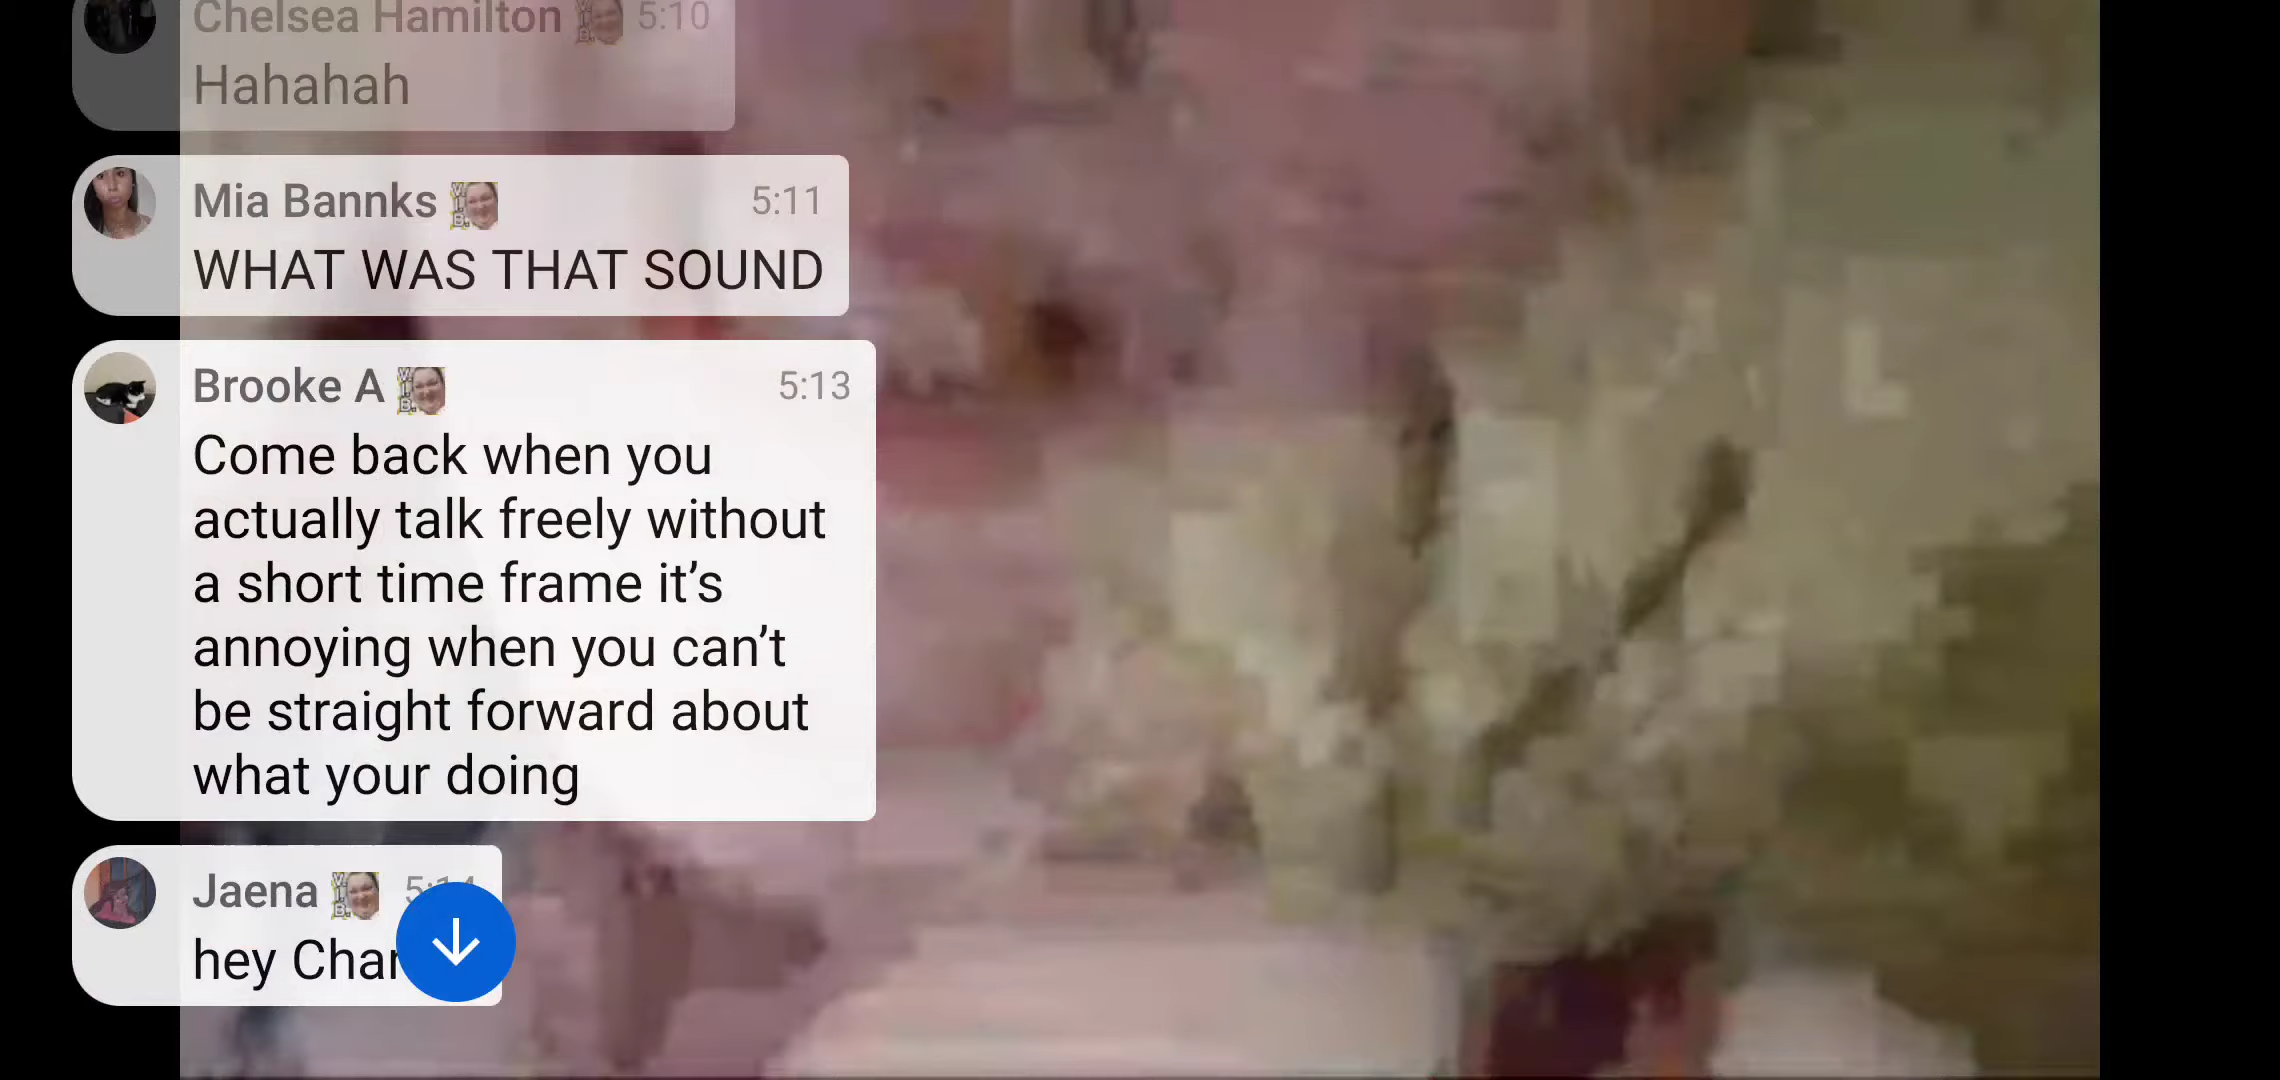 Chelsea Hamilton V.I.B. 5:10
Hahahah
Mia Bannks V.I.B. 5:11
WHAT WAS THAT SOUND
Brooke A V.I.B. 5:13
Come back when you
actually talk freely without
a short time frame it’s
annoying when you can’t
be straight forward about
what your doing
Jaena V.I.B. 5:14
hey